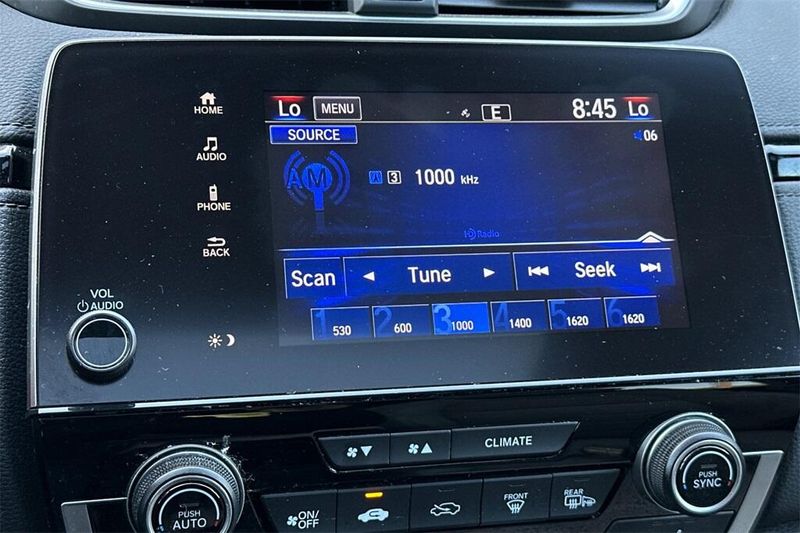 Lo MENU E 8:45 Lo
SOURCE 06
HOME
AUDIO
PHONE
BACK
AM A 3 1000 kHz
HD Radio
Scan Tune Seek
1 530 2 600 3 1000 4 1400 5 1620 6 1620
VOL
AUDIO
CLIMATE
PUSH
AUTO
ON/
OFF
FRONT
REAR
PUSH
SYNC